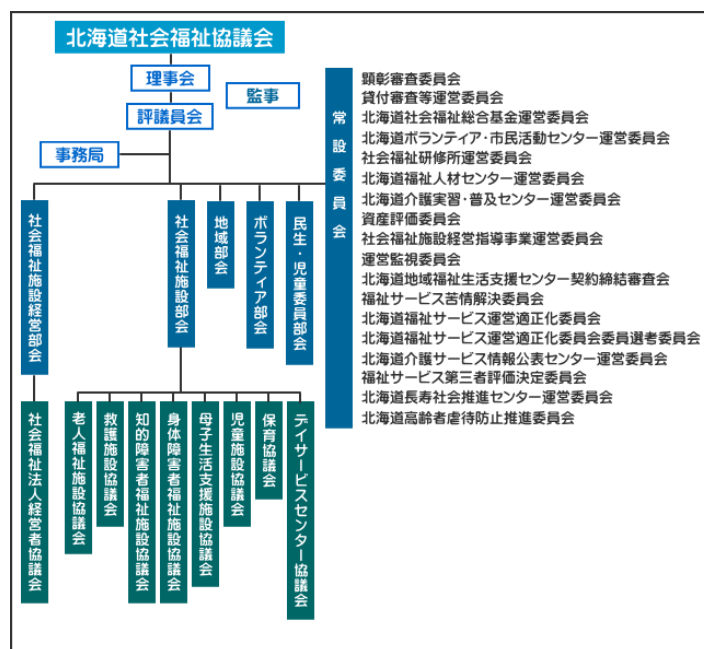 北海道社会福祉協議会
理事会
監事
評議員会
事務局
社会福祉施設経営部会
社会福祉施設部会
地域部会
ボランティア部会
民生・児童委員部会
常設委員会
顕彰審査委員会
貸付審査等運営委員会
北海道社会福祉総合基金運営委員会
北海道ボランティア・市民活動センター運営委員会
社会福祉研修所運営委員会
北海道福祉人材センター運営委員会
北海道介護実習・普及センター運営委員会
資産評価委員会
社会福祉施設経営指導事業運営委員会
運営監視委員会
北海道地域福祉生活支援センター契約締結審査会
福祉サービス苦情解決委員会
北海道福祉サービス運営適正化委員会
北海道福祉サービス運営適正化委員会委員選考委員会
北海道介護サービス情報公表センター運営委員会
福祉サービス第三者評価決定委員会
北海道長寿社会推進センター運営委員会
北海道高齢者虐待防止推進委員会
社会福祉法人経営者協議会
老人福祉施設協議会
救護施設協議会
知的障害者福祉施設協議会
身体障害者福祉施設協議会
母子生活支援施設協議会
児童施設協議会
保育協議会
デイサービスセンター協議会